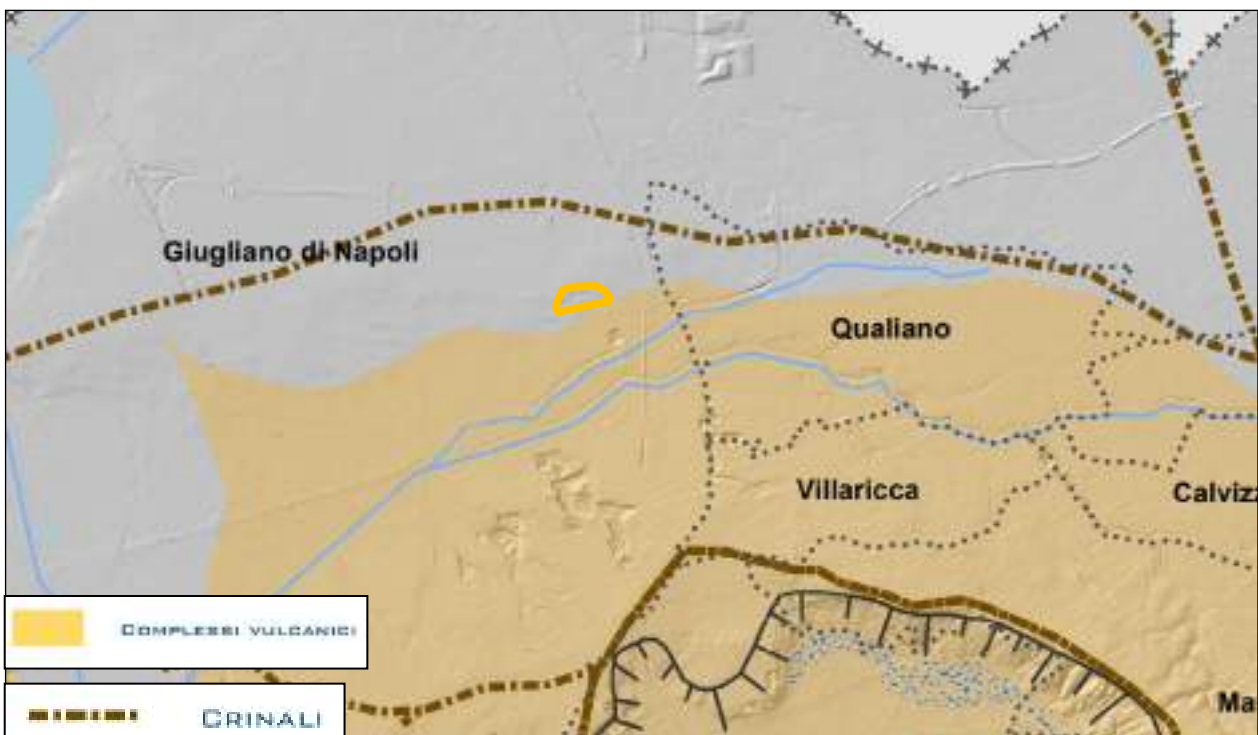 Giugliano di Napoli
Qualiano
Villaricca
Calvizz
Ma
COMPLESSI VULCANICI
CRINALI